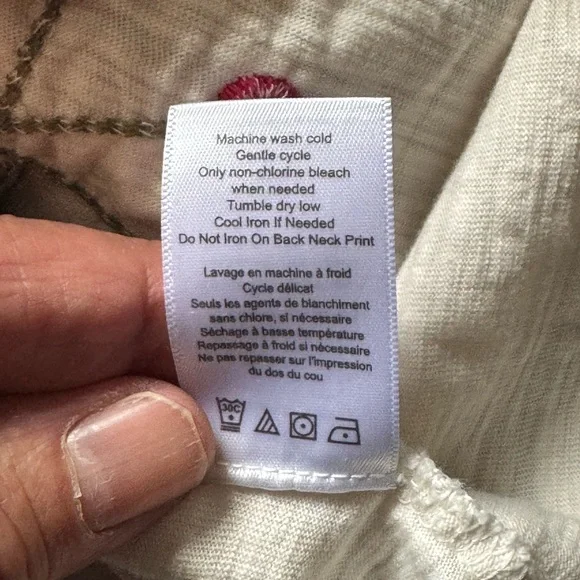 Machine wash cold
Gentle cycle
Only non-chlorine bleach
when needed
Tumble dry low
Cool Iron If Needed
Do Not Iron On Back Neck Print
Lavage en machine à froid
Cycle délicat
Seuls les agents de blanchiment
sans chlore, si nécessaire
Séchage à basse température
Repassage à froid si nécessaire
Ne pas repasser sur l'impression
du dos du cou
30C